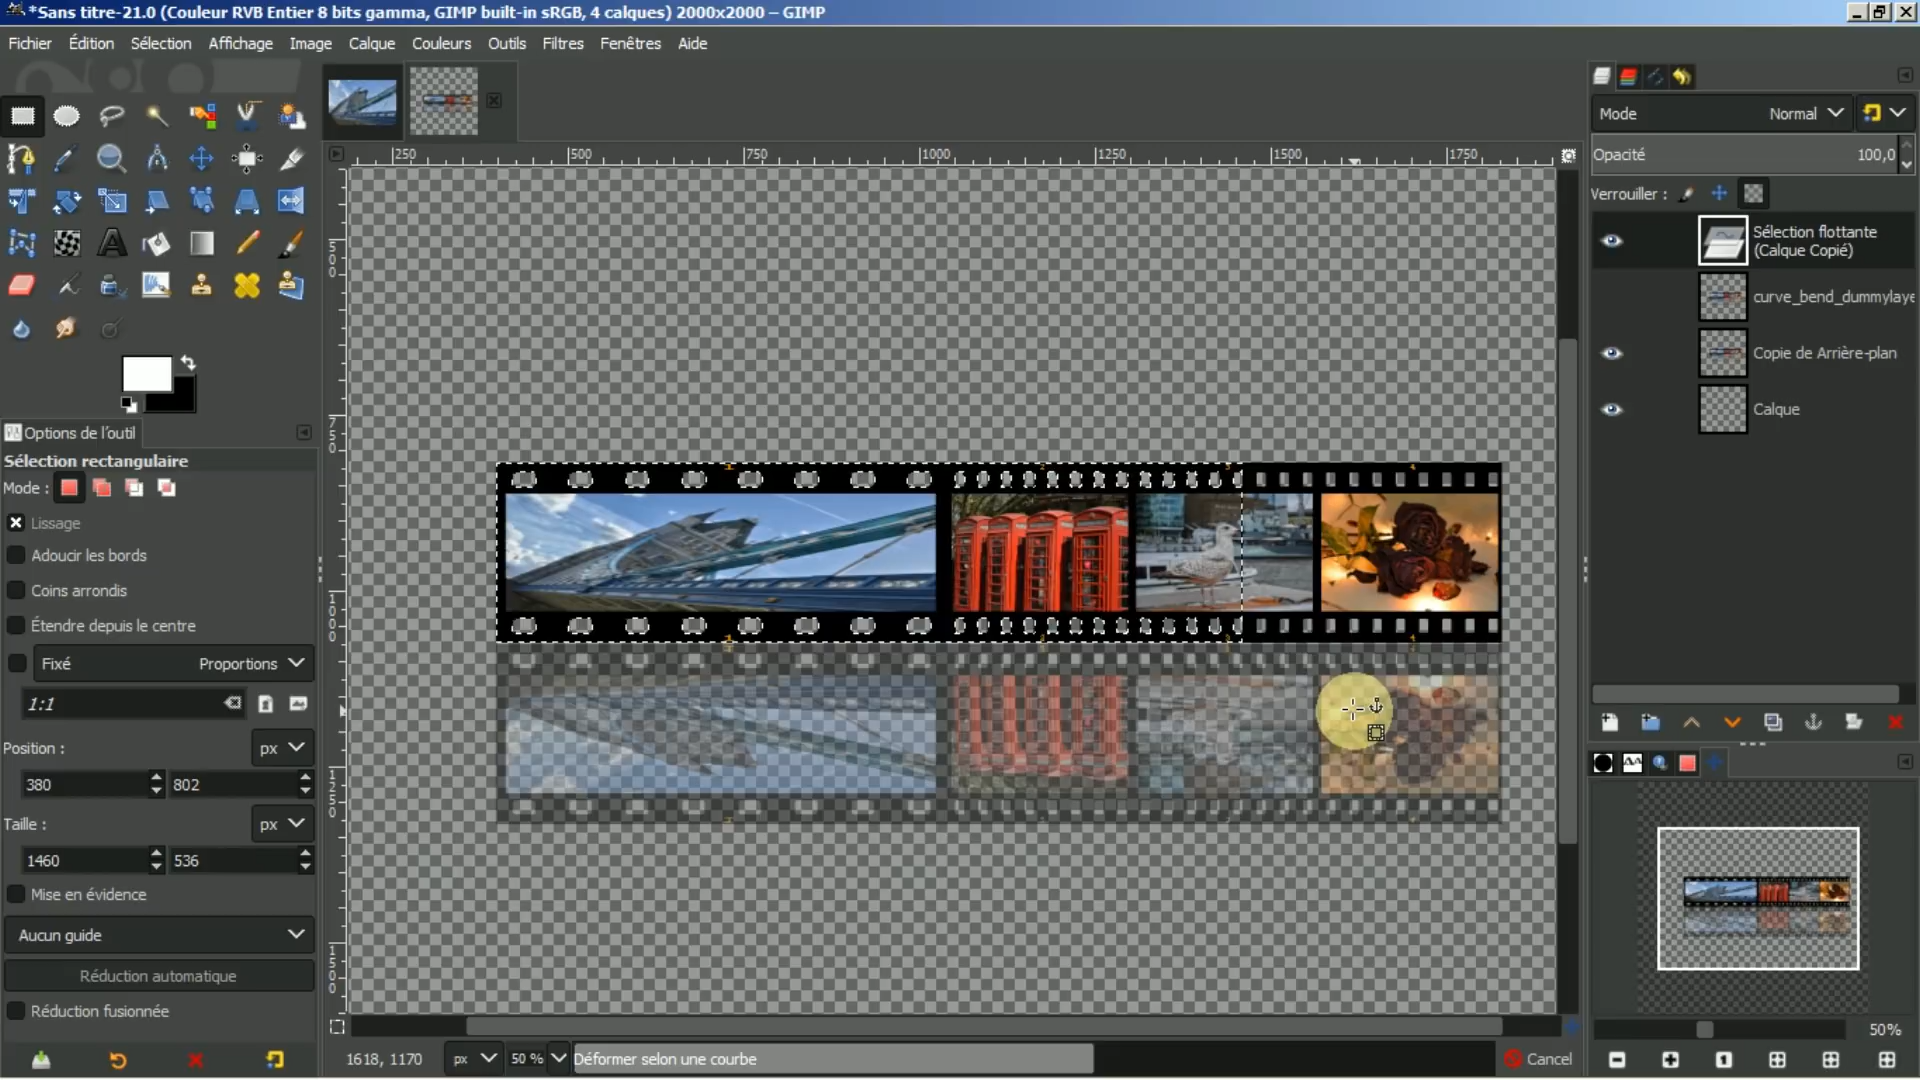 *Sans titre-21.0 (Couleur RVB Entier 8 bits gamma, GIMP built-in sRGB, 4 calques) 2000x2000 – GIMP
Fichier Édition Sélection Affichage Image Calque Couleurs Outils Filtres Fenêtres Aide
250 500 750 1000 1250 1500 1750
500
750
1000
1250
1500
Options de l'outil
Sélection rectangulaire
Mode :
Lissage
Adoucir les bords
Coins arrondis
Étendre depuis le centre
Fixé Proportions
1:1
Position : px
380 802
Taille : px
1460 536
Mise en évidence
Aucun guide
Réduction automatique
Réduction fusionnée
1618, 1170 px 50 % Déformer selon une courbe Cancel
Mode Normal
Opacité 100,0
Verrouiller :
Sélection flottante
(Calque Copié)
curve_bend_dummylaye
Copie de Arrière-plan
Calque
50%